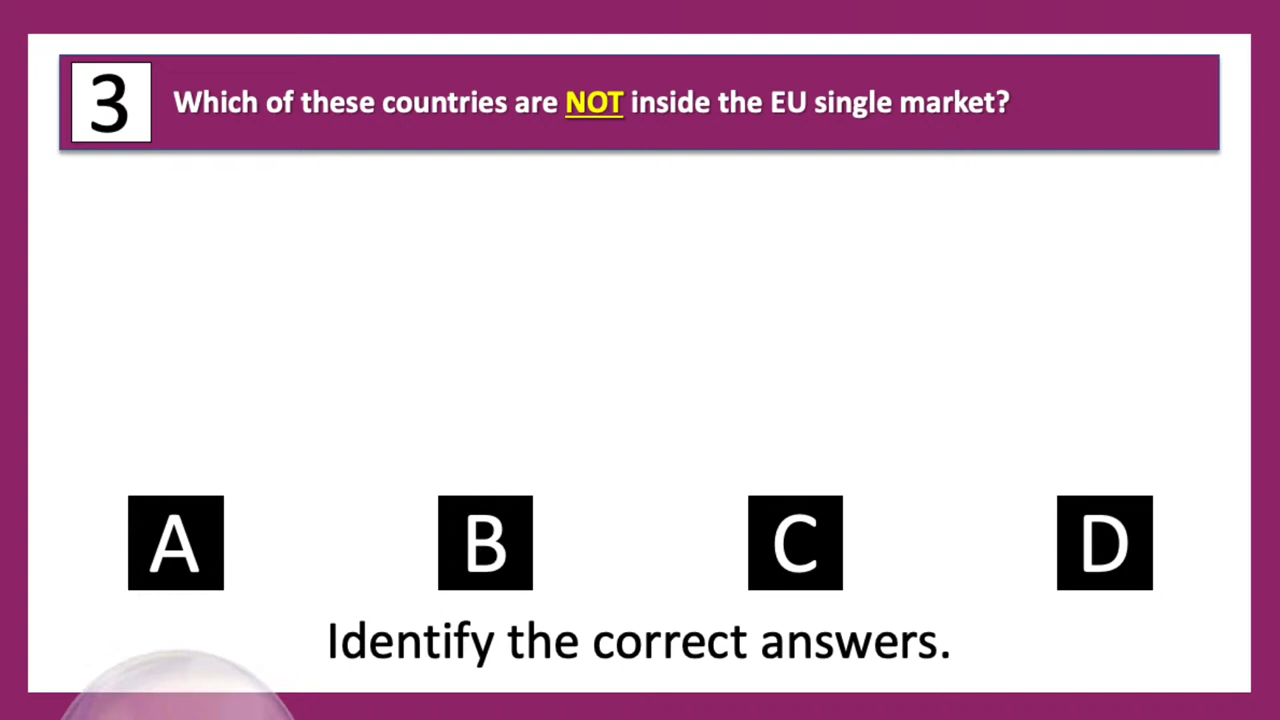 3
Which of these countries are NOT inside the EU single market?
A
B
C
D
Identify the correct answers.